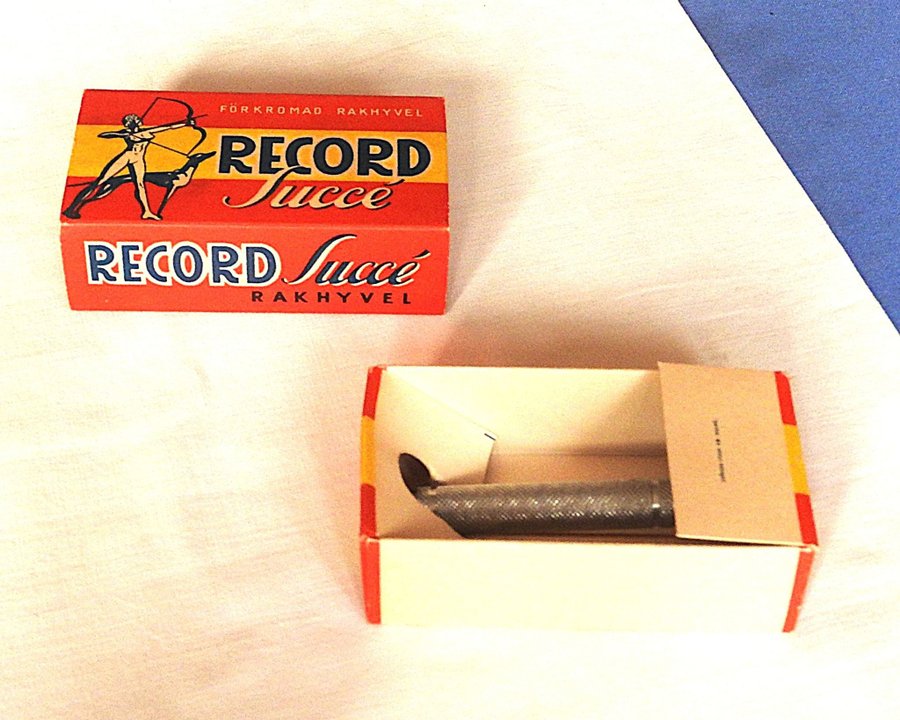 FÖRKROMAD RAKHYVEL
RECORD
Succé
RECORD Succé
RAKHYVEL